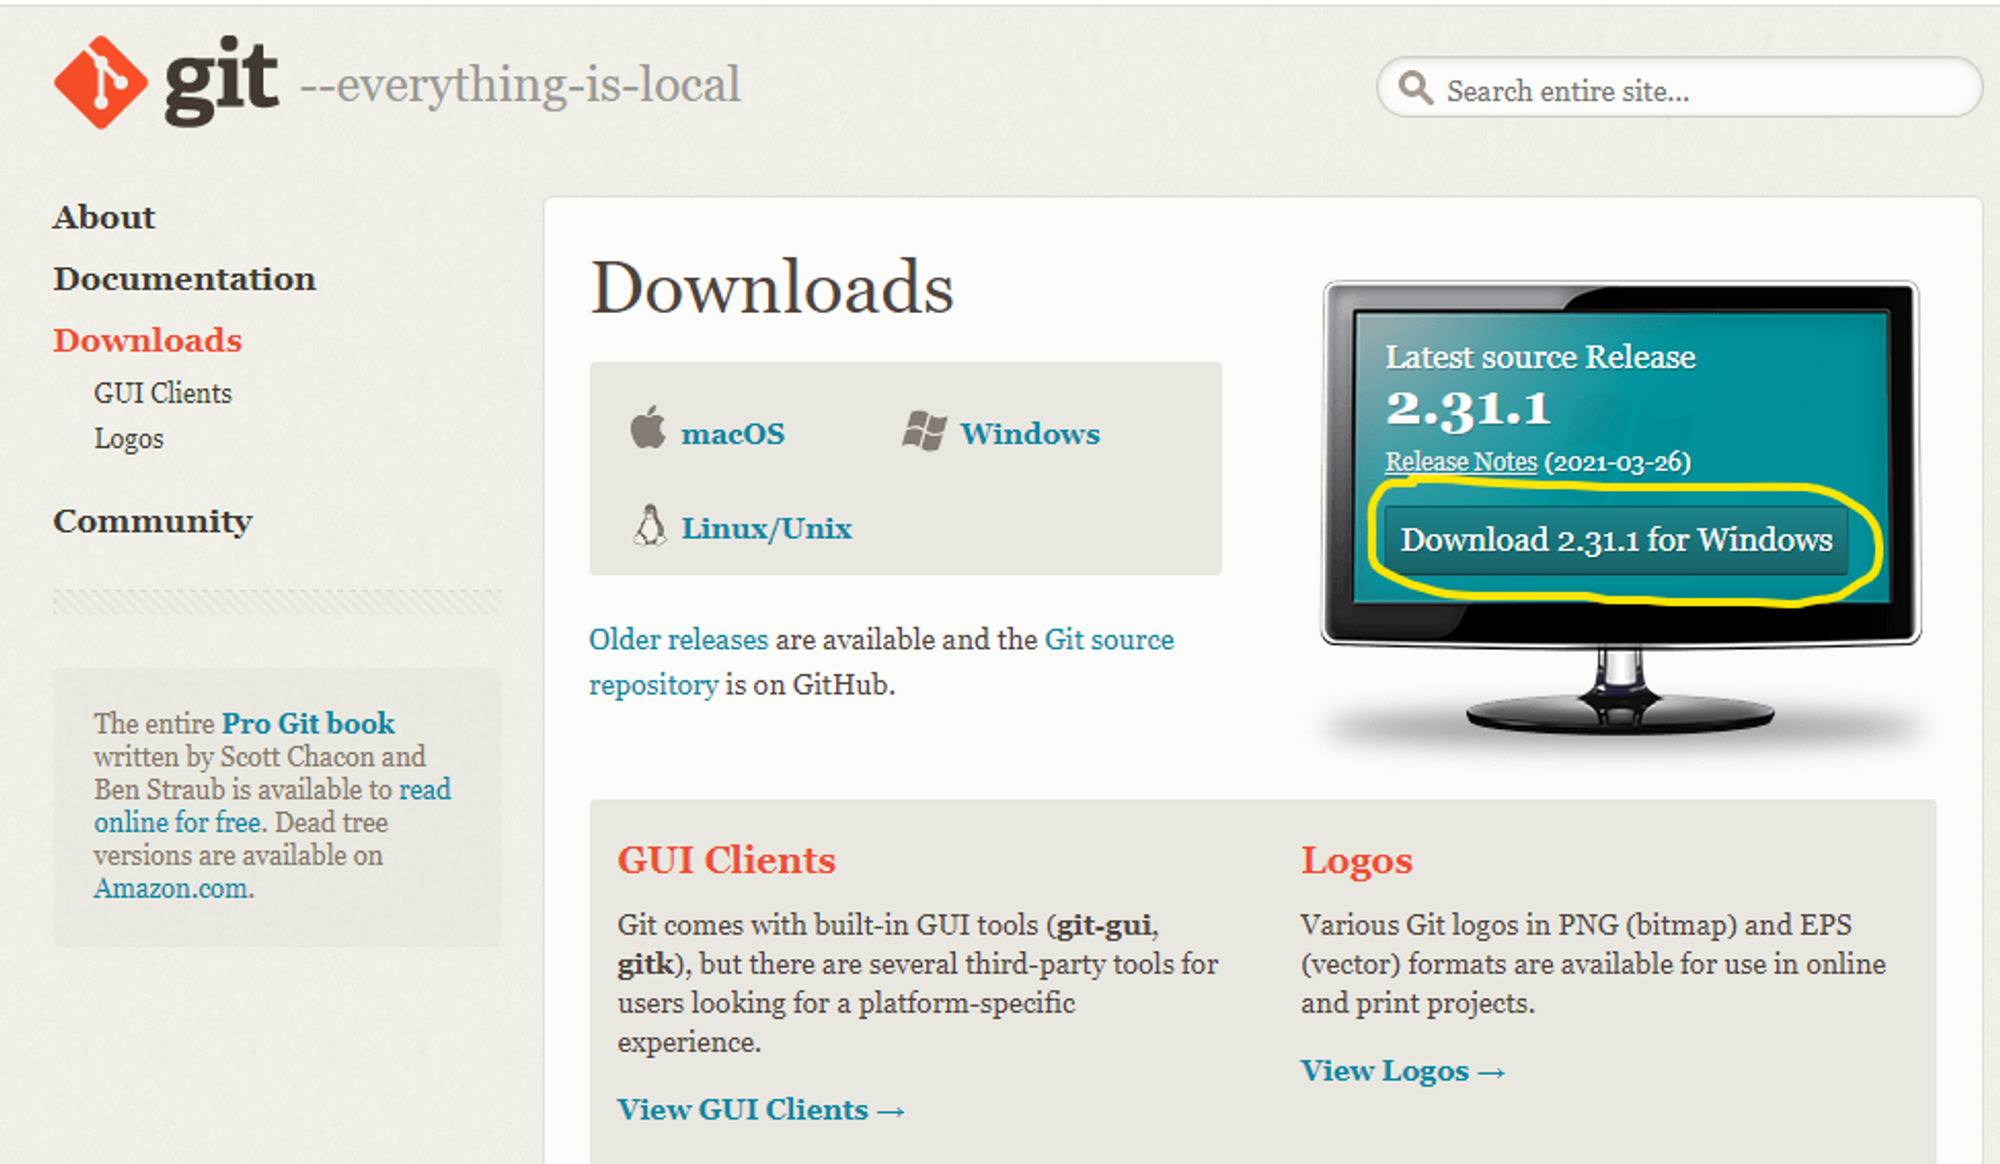 git --everything-is-local
Search entire site...
About
Documentation
Downloads
GUI Clients
Logos
Community
The entire Pro Git book
written by Scott Chacon and
Ben Straub is available to read
online for free. Dead tree
versions are available on
Amazon.com.
Downloads
macOS
Windows
Linux/Unix
Older releases are available and the Git source
repository is on GitHub.
Latest source Release
2.31.1
Release Notes (2021-03-26)
Download 2.31.1 for Windows
GUI Clients
Git comes with built-in GUI tools (git-gui,
gitk), but there are several third-party tools for
users looking for a platform-specific
experience.
View GUI Clients →
Logos
Various Git logos in PNG (bitmap) and EPS
(vector) formats are available for use in online
and print projects.
View Logos →